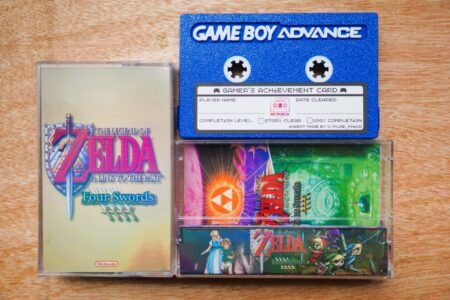 THE LEGEND OF
ZELDA
A LINK TO THE PAST
Four Swords
Nintendo
GAME BOY ADVANCE
GAMER'S ACHIEVEMENT CARD
PLAYER NAME:
DATE CLEARED:
COMPLETION LEVEL:
STORY CLEAR
100% COMPLETION
ZELDA
ZELDA